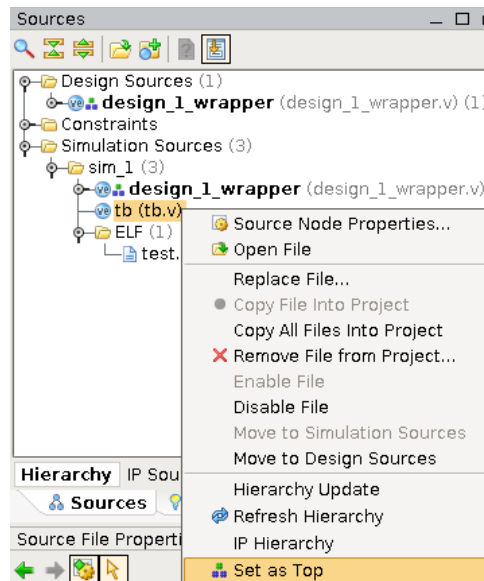 Sources
Design Sources (1)
design_1_wrapper (design_1_wrapper.v) (1)
Constraints
Simulation Sources (3)
sim_1 (3)
design_1_wrapper (design_1_wrapper.v)
tb (tb.v)
ELF (1)
test.
Source Node Properties...
Open File
Replace File...
Copy File Into Project
Copy All Files Into Project
Remove File from Project...
Enable File
Disable File
Move to Simulation Sources
Move to Design Sources
Hierarchy Update
Refresh Hierarchy
IP Hierarchy
Set as Top
Hierarchy IP Sou
Sources
Source File Properti